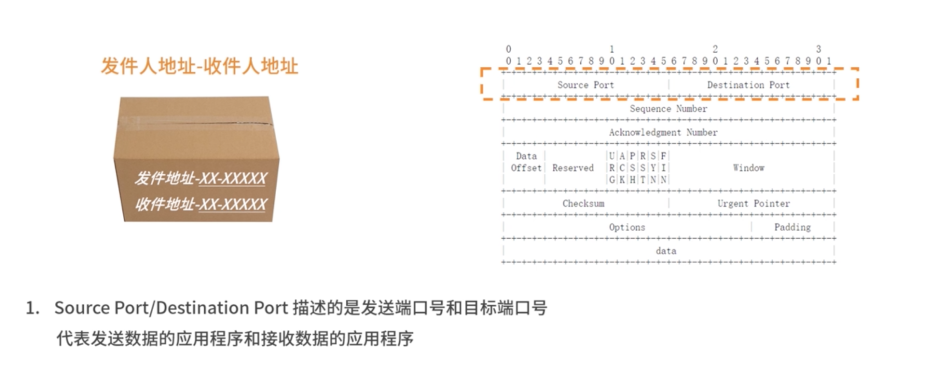 发件人地址-收件人地址
发件地址-XX-XXXXX
收件地址-XX-XXXXX
0 1 2 3
0 1 2 3 4 5 6 7 8 9 0 1 2 3 4 5 6 7 8 9 0 1 2 3 4 5 6 7 8 9 0 1
Source Port Destination Port
Sequence Number
Acknowledgment Number
Data U A P R S F
Offset Reserved R C S S Y I Window
G K H T N N
Checksum Urgent Pointer
Options Padding
data
1. Source Port/Destination Port 描述的是发送端口号和目标端口号
代表发送数据的应用程序和接收数据的应用程序